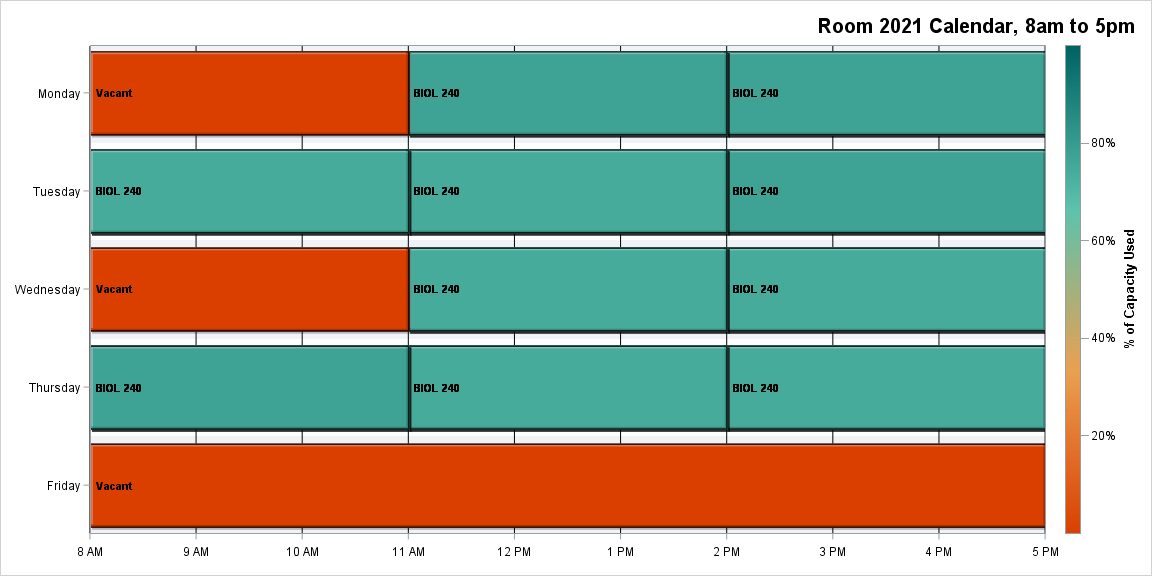 Room 2021 Calendar, 8am to 5pm
Monday
Vacant
BIOL 240
BIOL 240
Tuesday
BIOL 240
BIOL 240
BIOL 240
Wednesday
Vacant
BIOL 240
BIOL 240
Thursday
BIOL 240
BIOL 240
BIOL 240
Friday
Vacant
8 AM 9 AM 10 AM 11 AM 12 PM 1 PM 2 PM 3 PM 4 PM 5 PM
80%
60%
40%
20%
% of Capacity Used